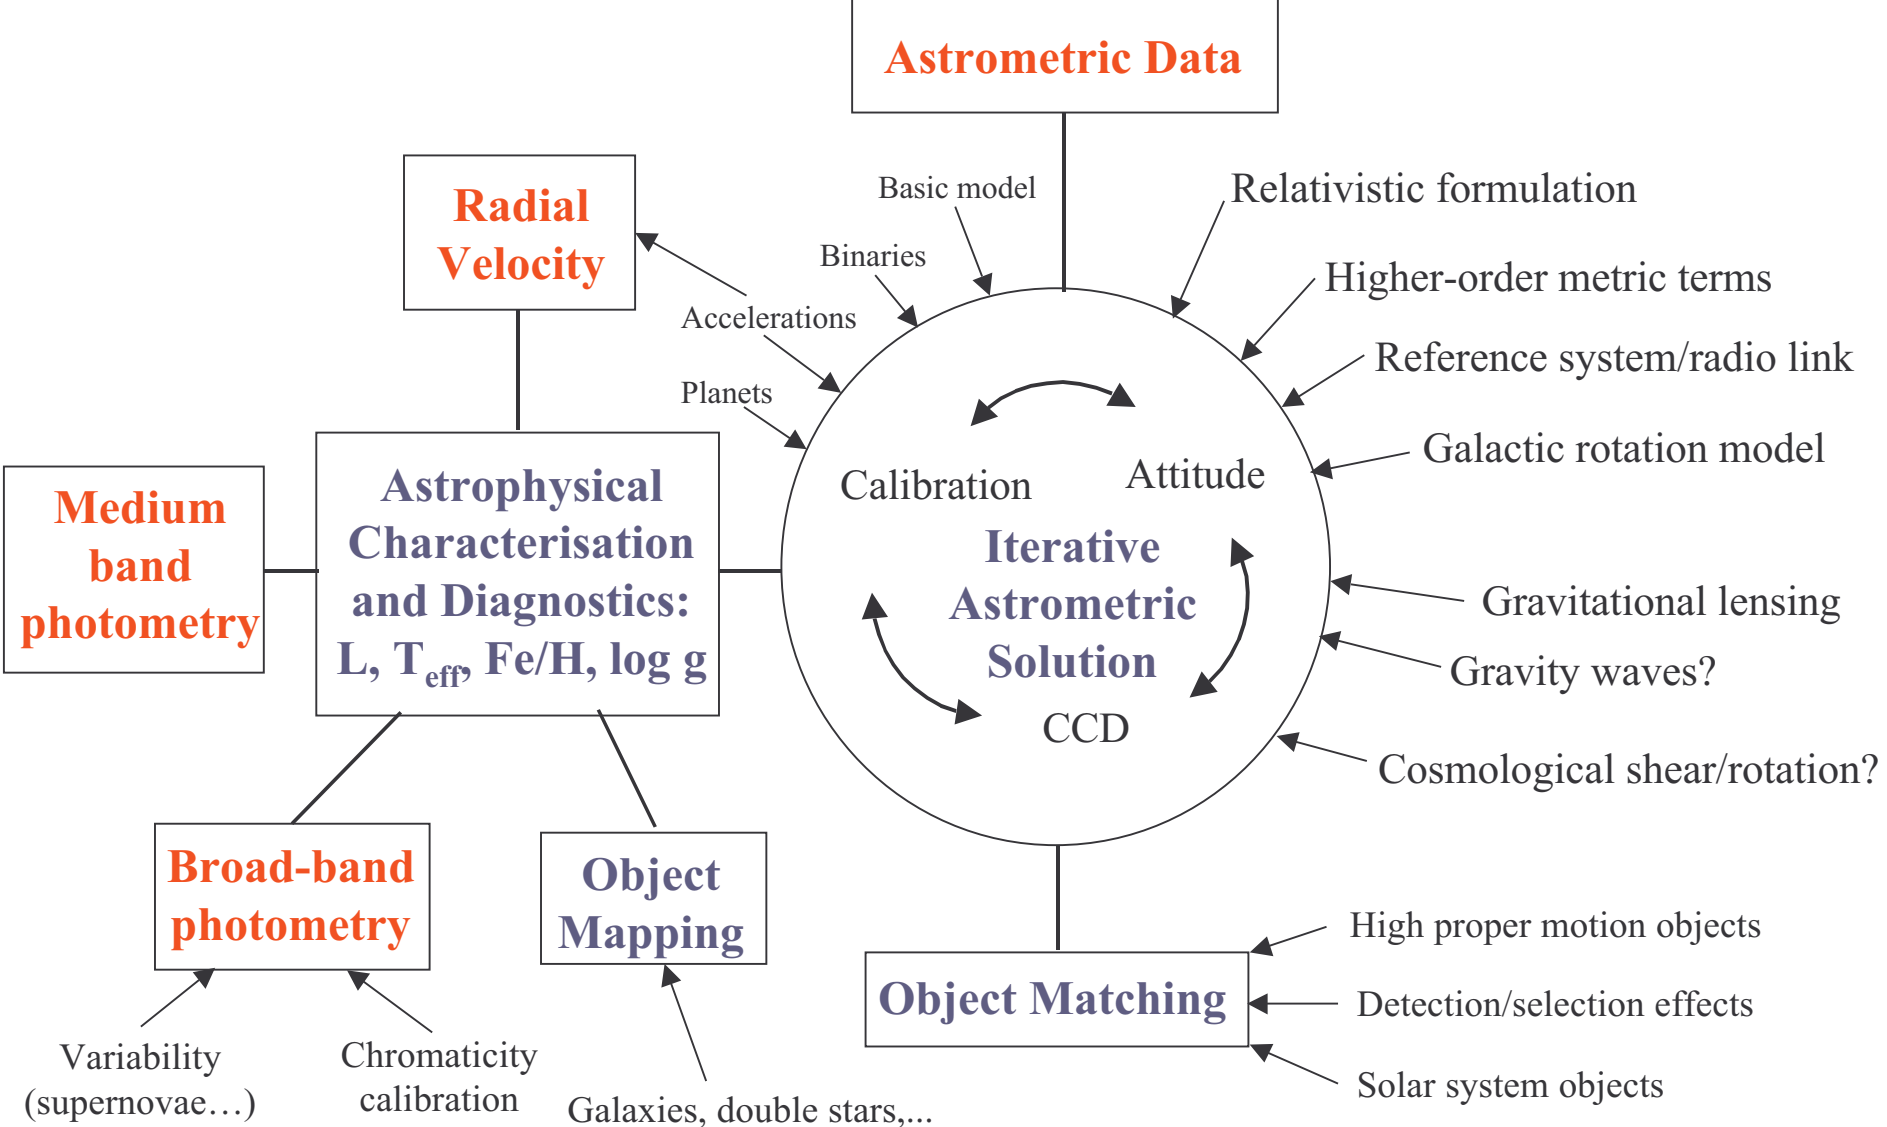 Astrometric Data
Radial
Velocity
Basic model
Binaries
Accelerations
Planets
Relativistic formulation
Higher-order metric terms
Reference system/radio link
Galactic rotation model
Gravitational lensing
Gravity waves?
Cosmological shear/rotation?
Medium
band
photometry
Astrophysical
Characterisation
and Diagnostics:
L, Teff, Fe/H, log g
Calibration
Attitude
Iterative
Astrometric
Solution
CCD
Broad-band
photometry
Object
Mapping
Object Matching
High proper motion objects
Detection/selection effects
Solar system objects
Variability
(supernovae…)
Chromaticity
calibration
Galaxies, double stars,...